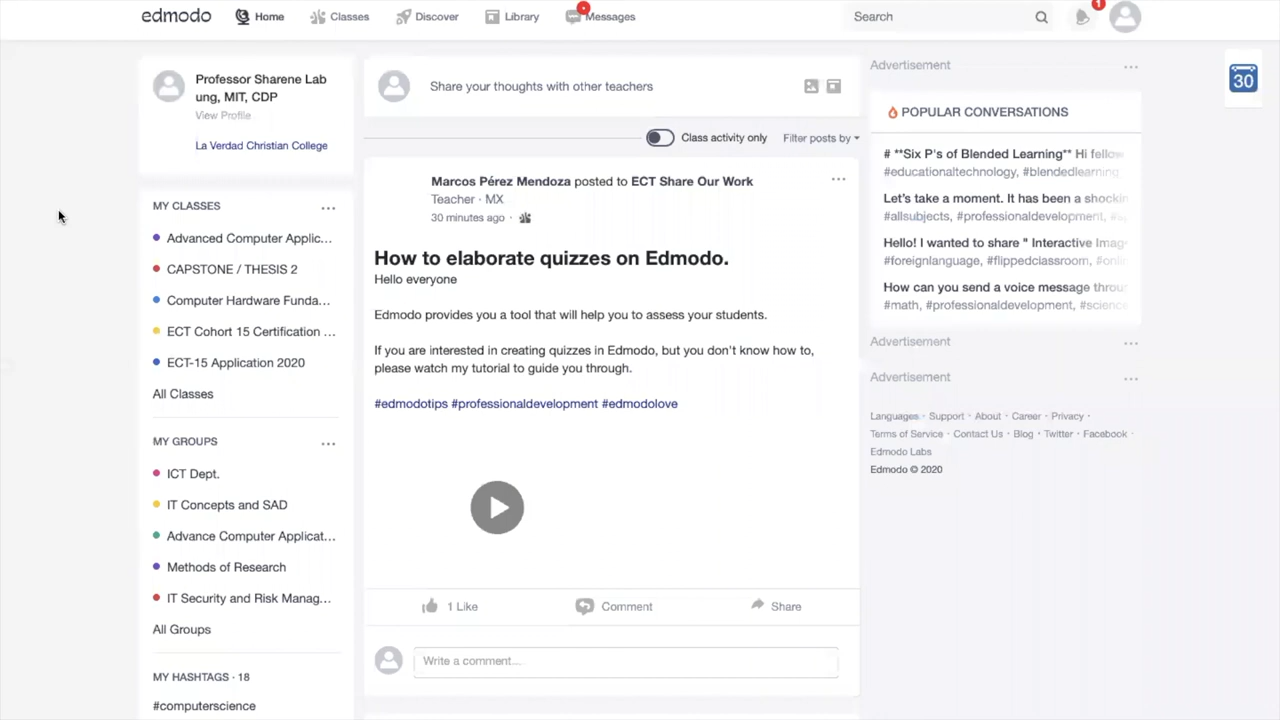 edmodo
Home
Classes
Discover
Library
Messages
Search
1
Professor Sharene Lab
ung, MIT, CDP
View Profile
La Verdad Christian College
MY CLASSES
Advanced Computer Applic...
CAPSTONE / THESIS 2
Computer Hardware Funda...
ECT Cohort 15 Certification ...
ECT-15 Application 2020
All Classes
MY GROUPS
ICT Dept.
IT Concepts and SAD
Advance Computer Applicat...
Methods of Research
IT Security and Risk Manag...
All Groups
MY HASHTAGS · 18
#computerscience
Share your thoughts with other teachers
Class activity only
Filter posts by
Marcos Pérez Mendoza posted to ECT Share Our Work
Teacher · MX
30 minutes ago ·
How to elaborate quizzes on Edmodo.
Hello everyone
Edmodo provides you a tool that will help you to assess your students.
If you are interested in creating quizzes in Edmodo, but you don't know how to,
please watch my tutorial to guide you through.
#edmodotips #professionaldevelopment #edmodolove
1 Like
Comment
Share
Write a comment...
Advertisement
POPULAR CONVERSATIONS
# **Six P's of Blended Learning** Hi fellow
#educationaltechnology, #blendedlearning,
Let's take a moment. It has been a shockin
#allsubjects, #professionaldevelopment,
Hello! I wanted to share " Interactive Imag
#foreignlanguage, #flippedclassroom, #onli
How can you send a voice message throu
#math, #professionaldevelopment, #science
Advertisement
Advertisement
Languages · Support · About · Career · Privacy ·
Terms of Service · Contact Us · Blog · Twitter · Facebook ·
Edmodo Labs
Edmodo © 2020
30